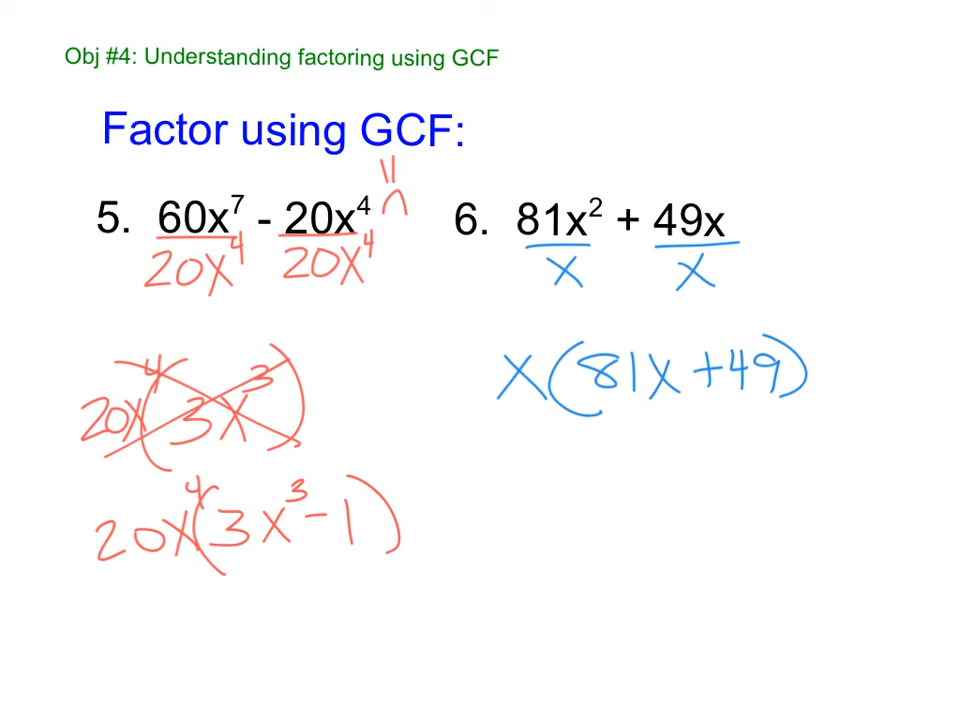 Obj #4: Understanding factoring using GCF
Factor using GCF:
5. 60x⁷ - 20x⁴
20x⁴ 20x⁴
20x⁴(3x³)
20x⁴(3x³-1)
6. 81x² + 49x
x x
x(81x+49)